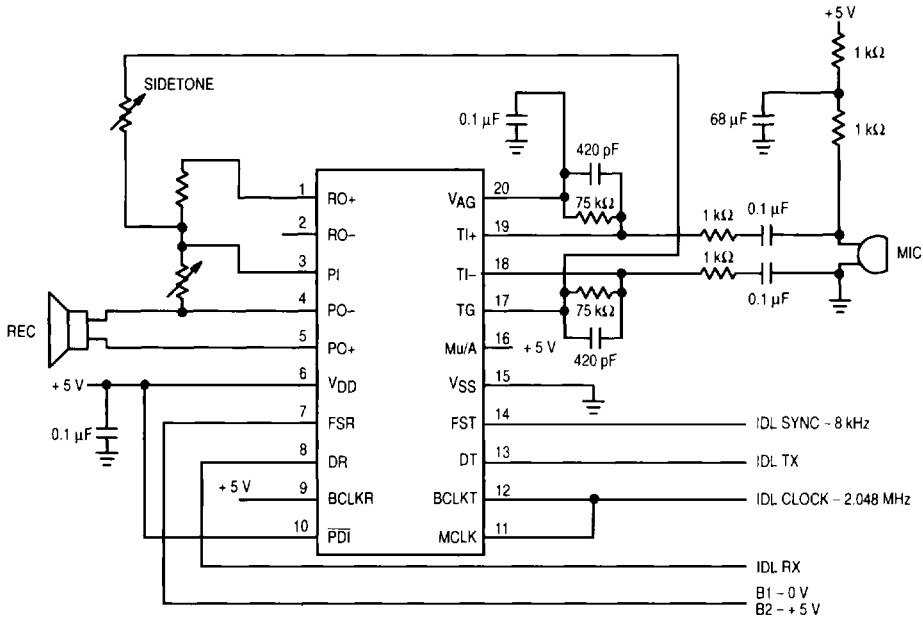 +5 V
1 kΩ
SIDETONE
0.1 µF
68 µF
1 kΩ
420 pF
1 RO+
VAG 20
75 kΩ
2 RO-
TI+ 19
1 kΩ
0.1 µF
3 PI
TI- 18
1 kΩ
MIC
4 PO-
TG 17
75 kΩ
0.1 µF
REC
5 PO+
Mu/A 16
+ 5 V
420 pF
+ 5 V
6 VDD
VSS 15
7 FSR
FST 14
IDL SYNC – 8 kHz
0.1 µF
8 DR
DT 13
IDL TX
+ 5 V
9 BCLKR
BCLKT 12
IDL CLOCK – 2.048 MHz
10 PDI
MCLK 11
IDL RX
B1 – 0 V
B2 – + 5 V